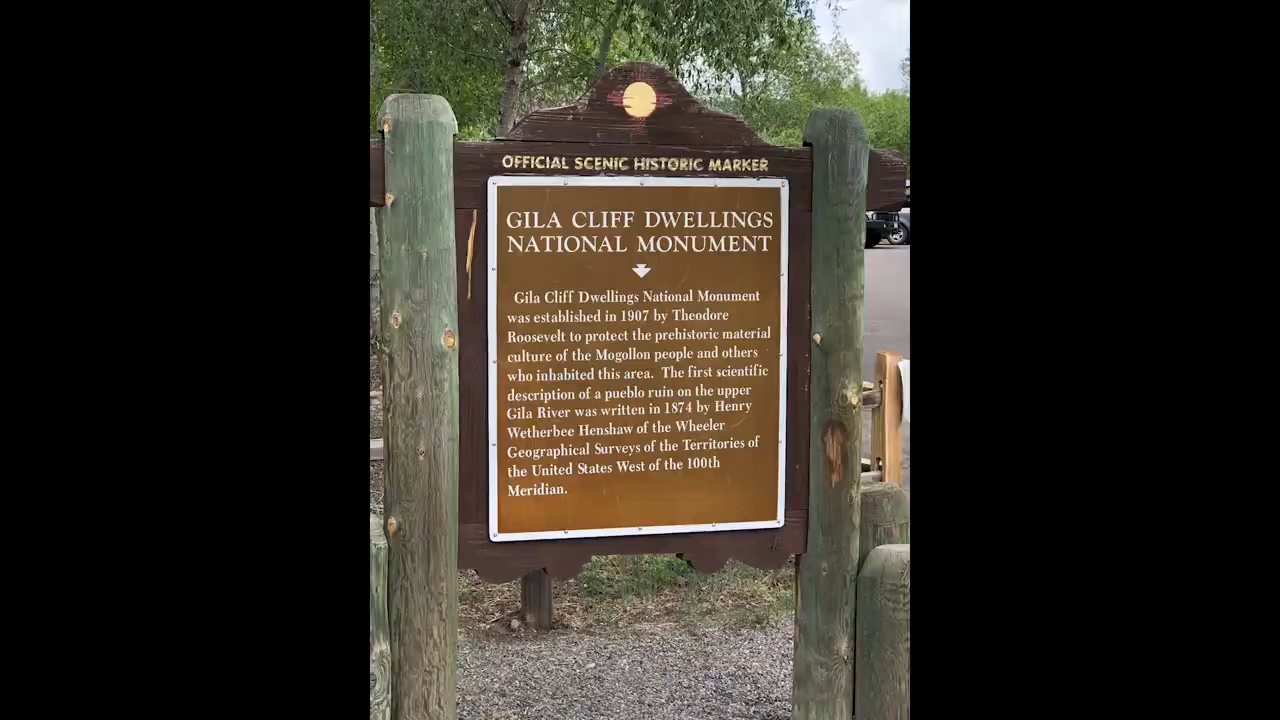 OFFICIAL SCENIC HISTORIC MARKER
GILA CLIFF DWELLINGS
NATIONAL MONUMENT
Gila Cliff Dwellings National Monument
was established in 1907 by Theodore
Roosevelt to protect the prehistoric material
culture of the Mogollon people and others
who inhabited this area. The first scientific
description of a pueblo ruin on the upper
Gila River was written in 1874 by Henry
Wetherbee Henshaw of the Wheeler
Geographical Surveys of the Territories of
the United States West of the 100th
Meridian.